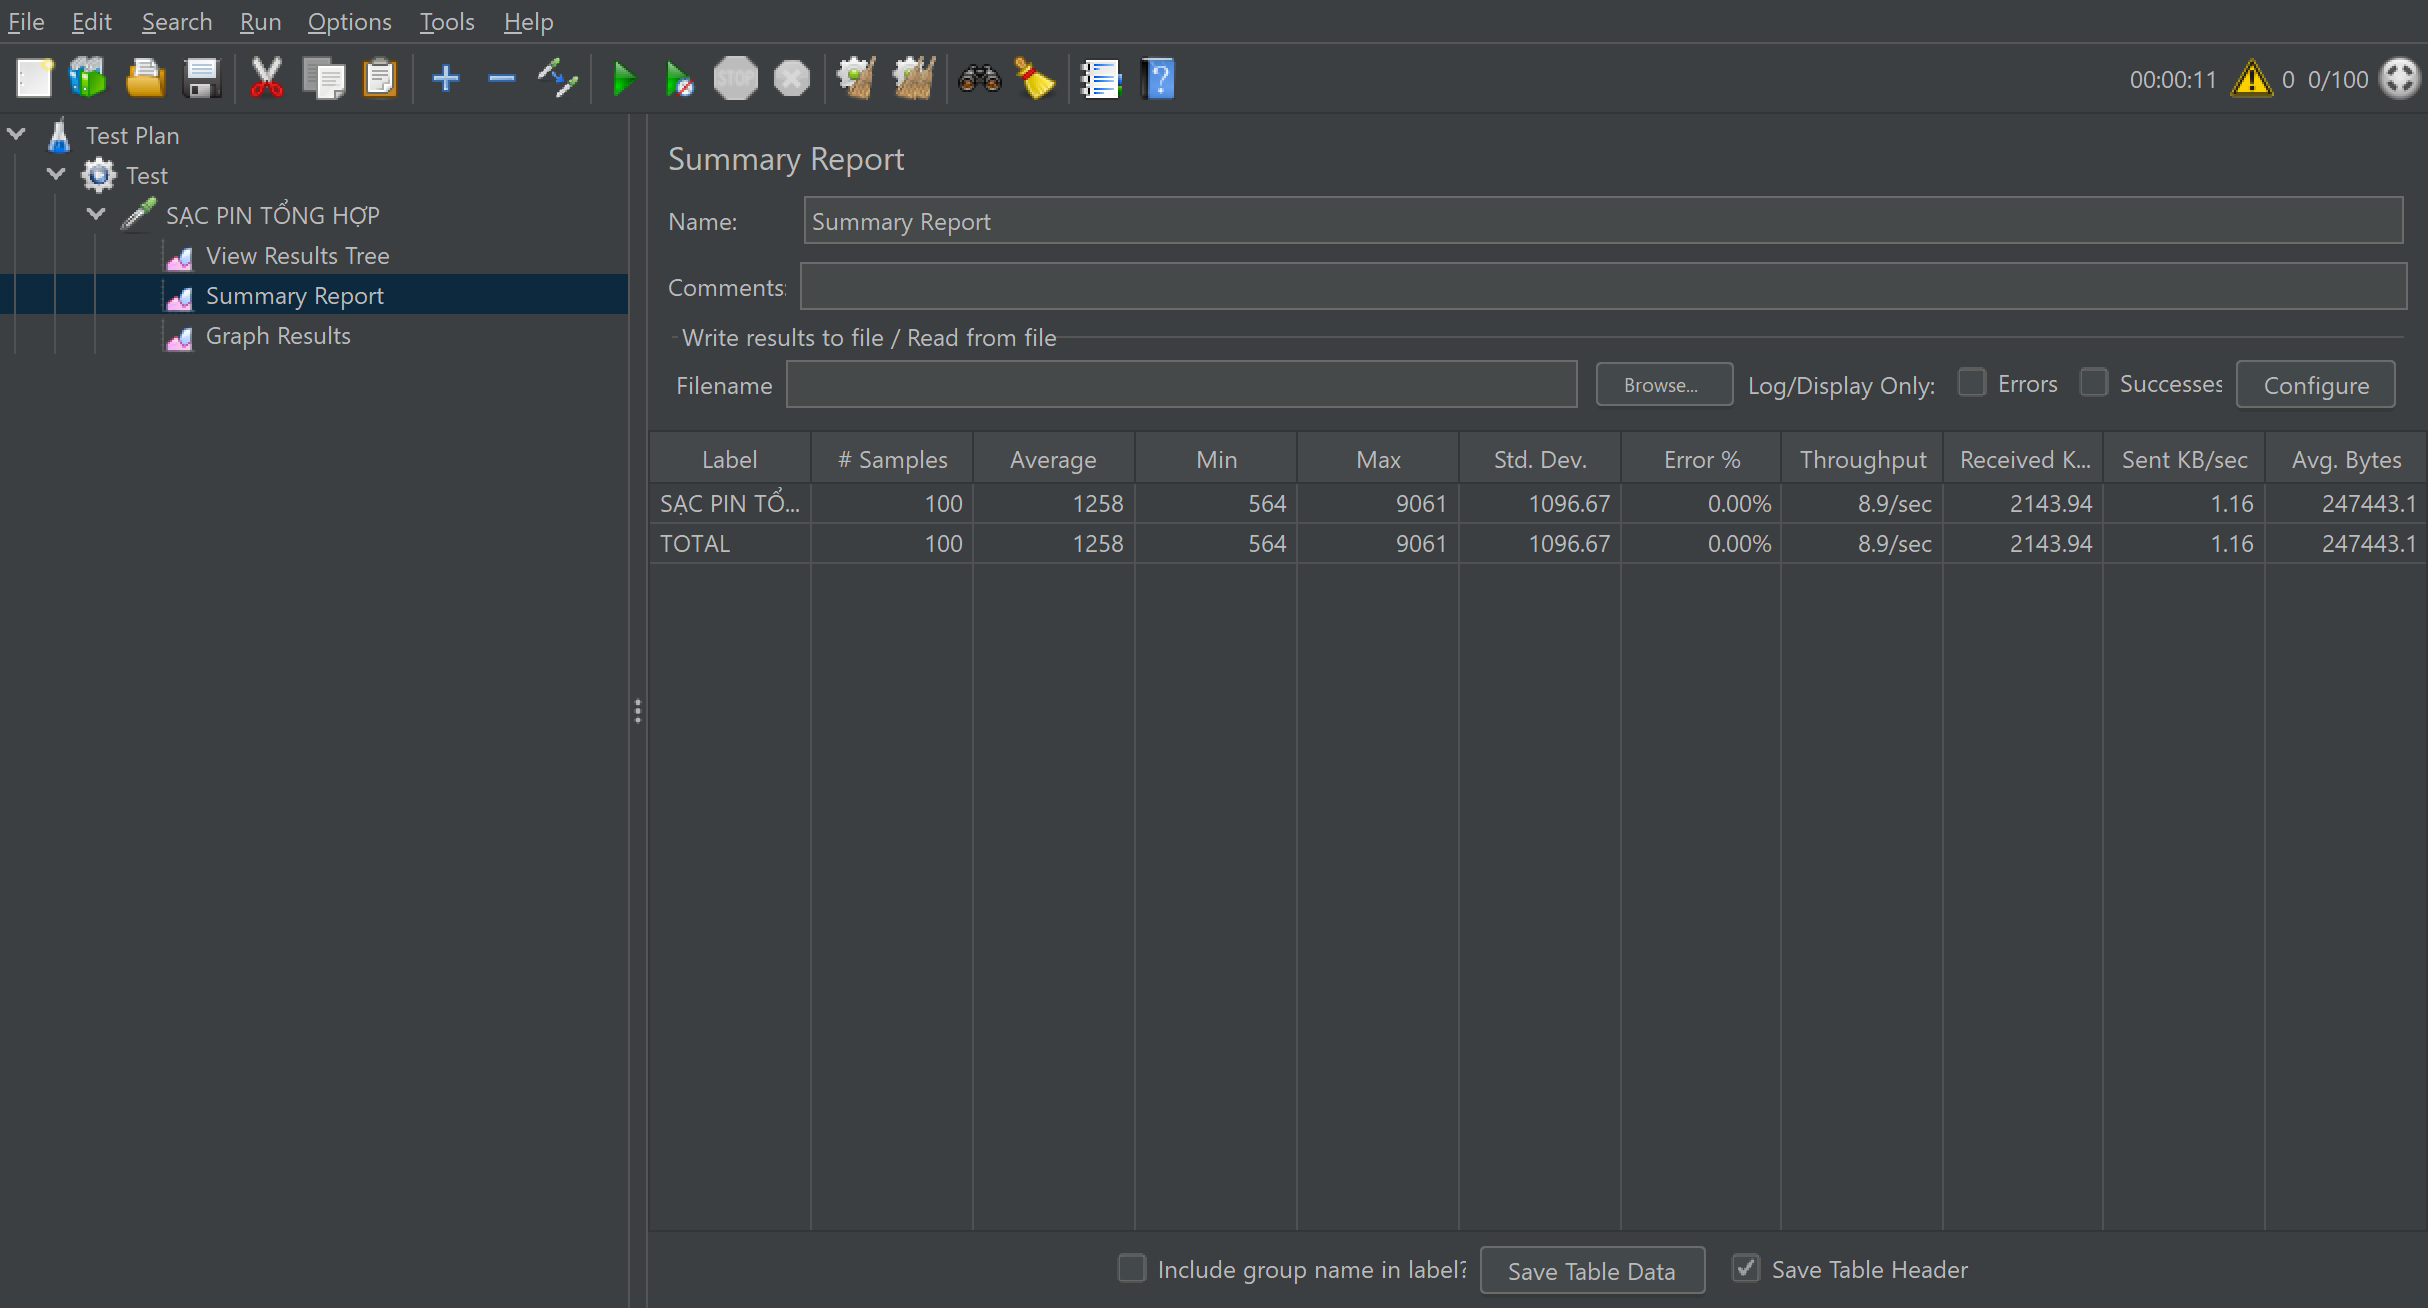 File Edit Search Run Options Tools Help
STOP STOP
00:00:11 0 0/100
Test Plan
Test
SẠC PIN TỔNG HỢP
View Results Tree
Summary Report
Graph Results
Summary Report
Name: Summary Report
Comments:
Write results to file / Read from file
Filename Browse... Log/Display Only: Errors Successes Configure
Label # Samples Average Min Max Std. Dev. Error % Throughput Received K... Sent KB/sec Avg. Bytes
SẠC PIN TỔ... 100 1258 564 9061 1096.67 0.00% 8.9/sec 2143.94 1.16 247443.1
TOTAL 100 1258 564 9061 1096.67 0.00% 8.9/sec 2143.94 1.16 247443.1
Include group name in label? Save Table Data Save Table Header